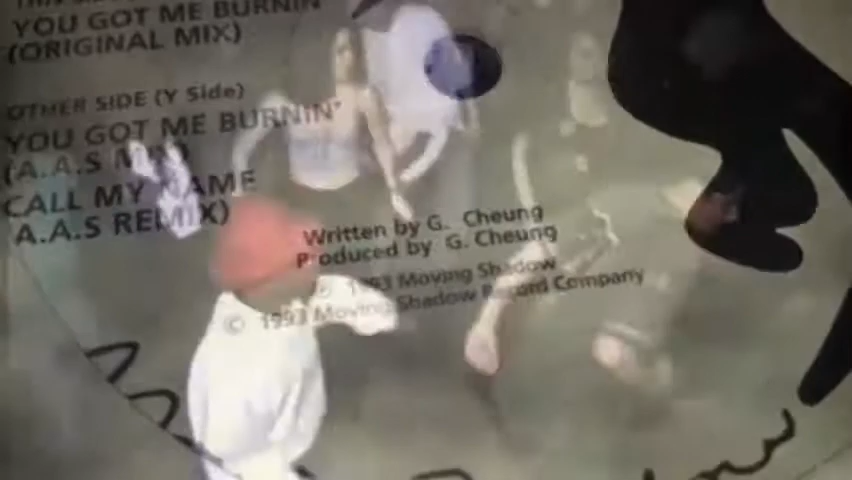 YOU GOT ME BURNIN'
(ORIGINAL MIX)
OTHER SIDE (Y Side)
YOU GOT ME BURNIN'
(A.A.S MIX)
CALL MY NAME
A.A.S REMIX)
Written by G. Cheung
Produced by G. Cheung
℗ 1993 Moving Shadow
© 1993 Moving Shadow Record Company